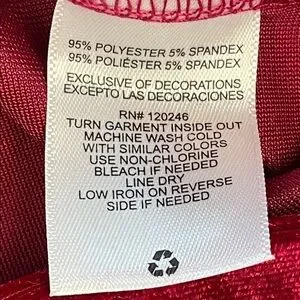 95% POLYESTER 5% SPANDEX
95% POLIÉSTER 5% SPANDEX
EXCLUSIVE OF DECORATIONS
EXCEPTO LAS DECORACIONES
RN# 120246
TURN GARMENT INSIDE OUT
MACHINE WASH COLD
WITH SIMILAR COLORS
USE NON-CHLORINE
BLEACH IF NEEDED
LINE DRY
LOW IRON ON REVERSE
SIDE IF NEEDED